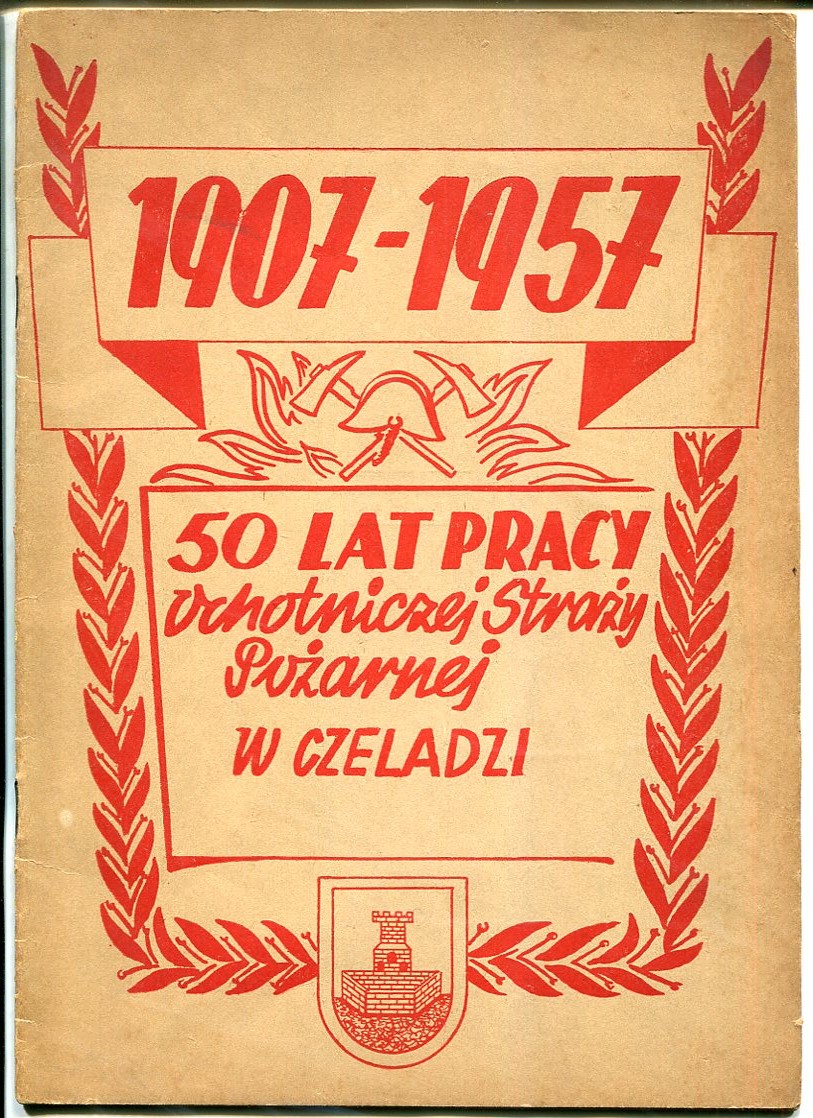 1907-1957
50 LAT PRACY
Ochotniczej Straży
Pożarnej
W CZELADZI